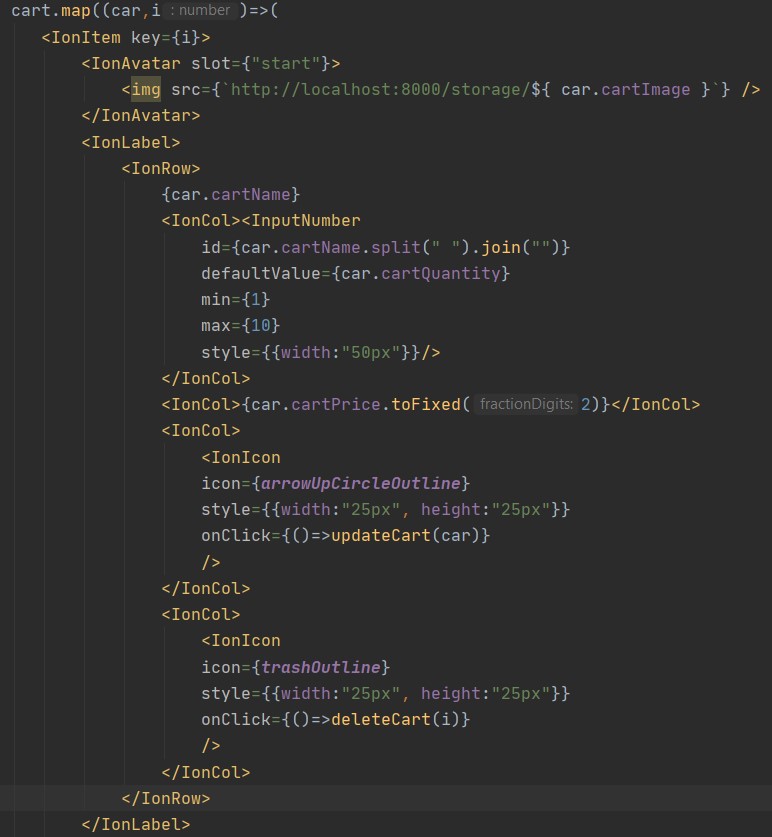 cart.map((car,i : number )=>(
<IonItem key={i}>
<IonAvatar slot={"start"}>
<img src={`http://localhost:8000/storage/${ car.cartImage }`} />
</IonAvatar>
<IonLabel>
<IonRow>
{car.cartName}
<IonCol><InputNumber
id={car.cartName.split(" ").join("")}
defaultValue={car.cartQuantity}
min={1}
max={10}
style={{width:"50px"}}/>
</IonCol>
<IonCol>{car.cartPrice.toFixed( fractionDigits: 2)}</IonCol>
<IonCol>
<IonIcon
icon={arrowUpCircleOutline}
style={{width:"25px", height:"25px"}}
onClick={()=>updateCart(car)}
/>
</IonCol>
<IonCol>
<IonIcon
icon={trashOutline}
style={{width:"25px", height:"25px"}}
onClick={()=>deleteCart(i)}
/>
</IonCol>
</IonRow>
</IonLabel>